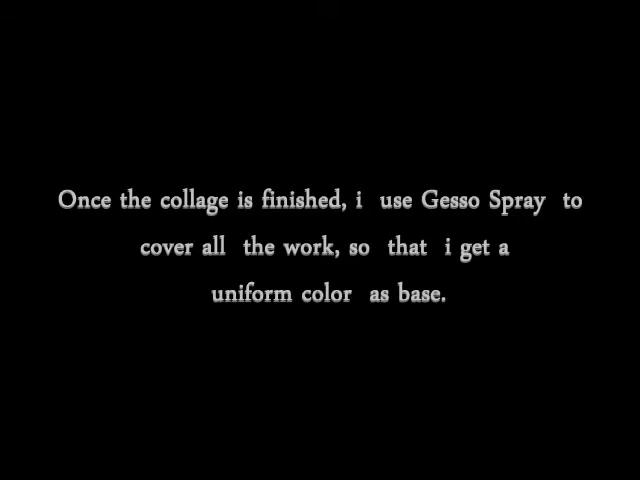 Once the collage is finished, i use Gesso Spray to
cover all the work, so that i get a
uniform color as base.